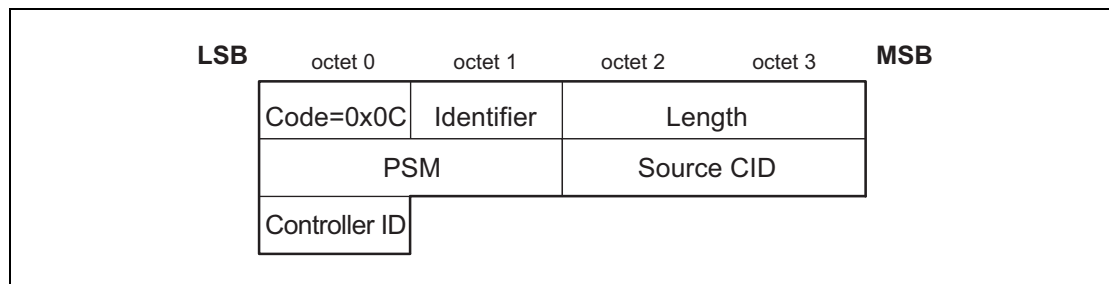 LSB octet 0 octet 1 octet 2 octet 3 MSB
Code=0x0C Identifier Length
PSM Source CID
Controller ID